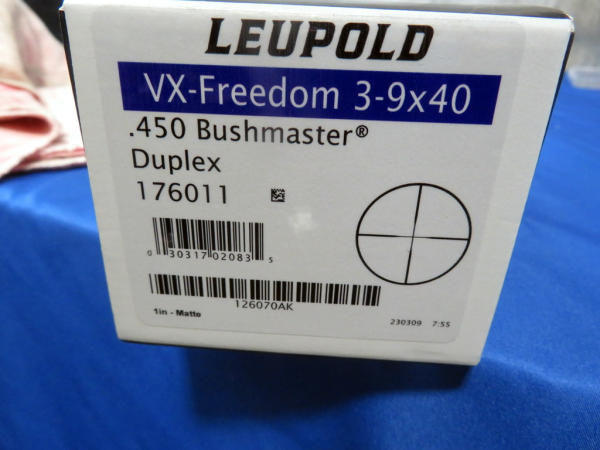 LEUPOLD
VX-Freedom 3-9x40
.450 Bushmaster®
Duplex
176011
0 30317 02083 5
126070AK
1in - Matte
230309 7:55